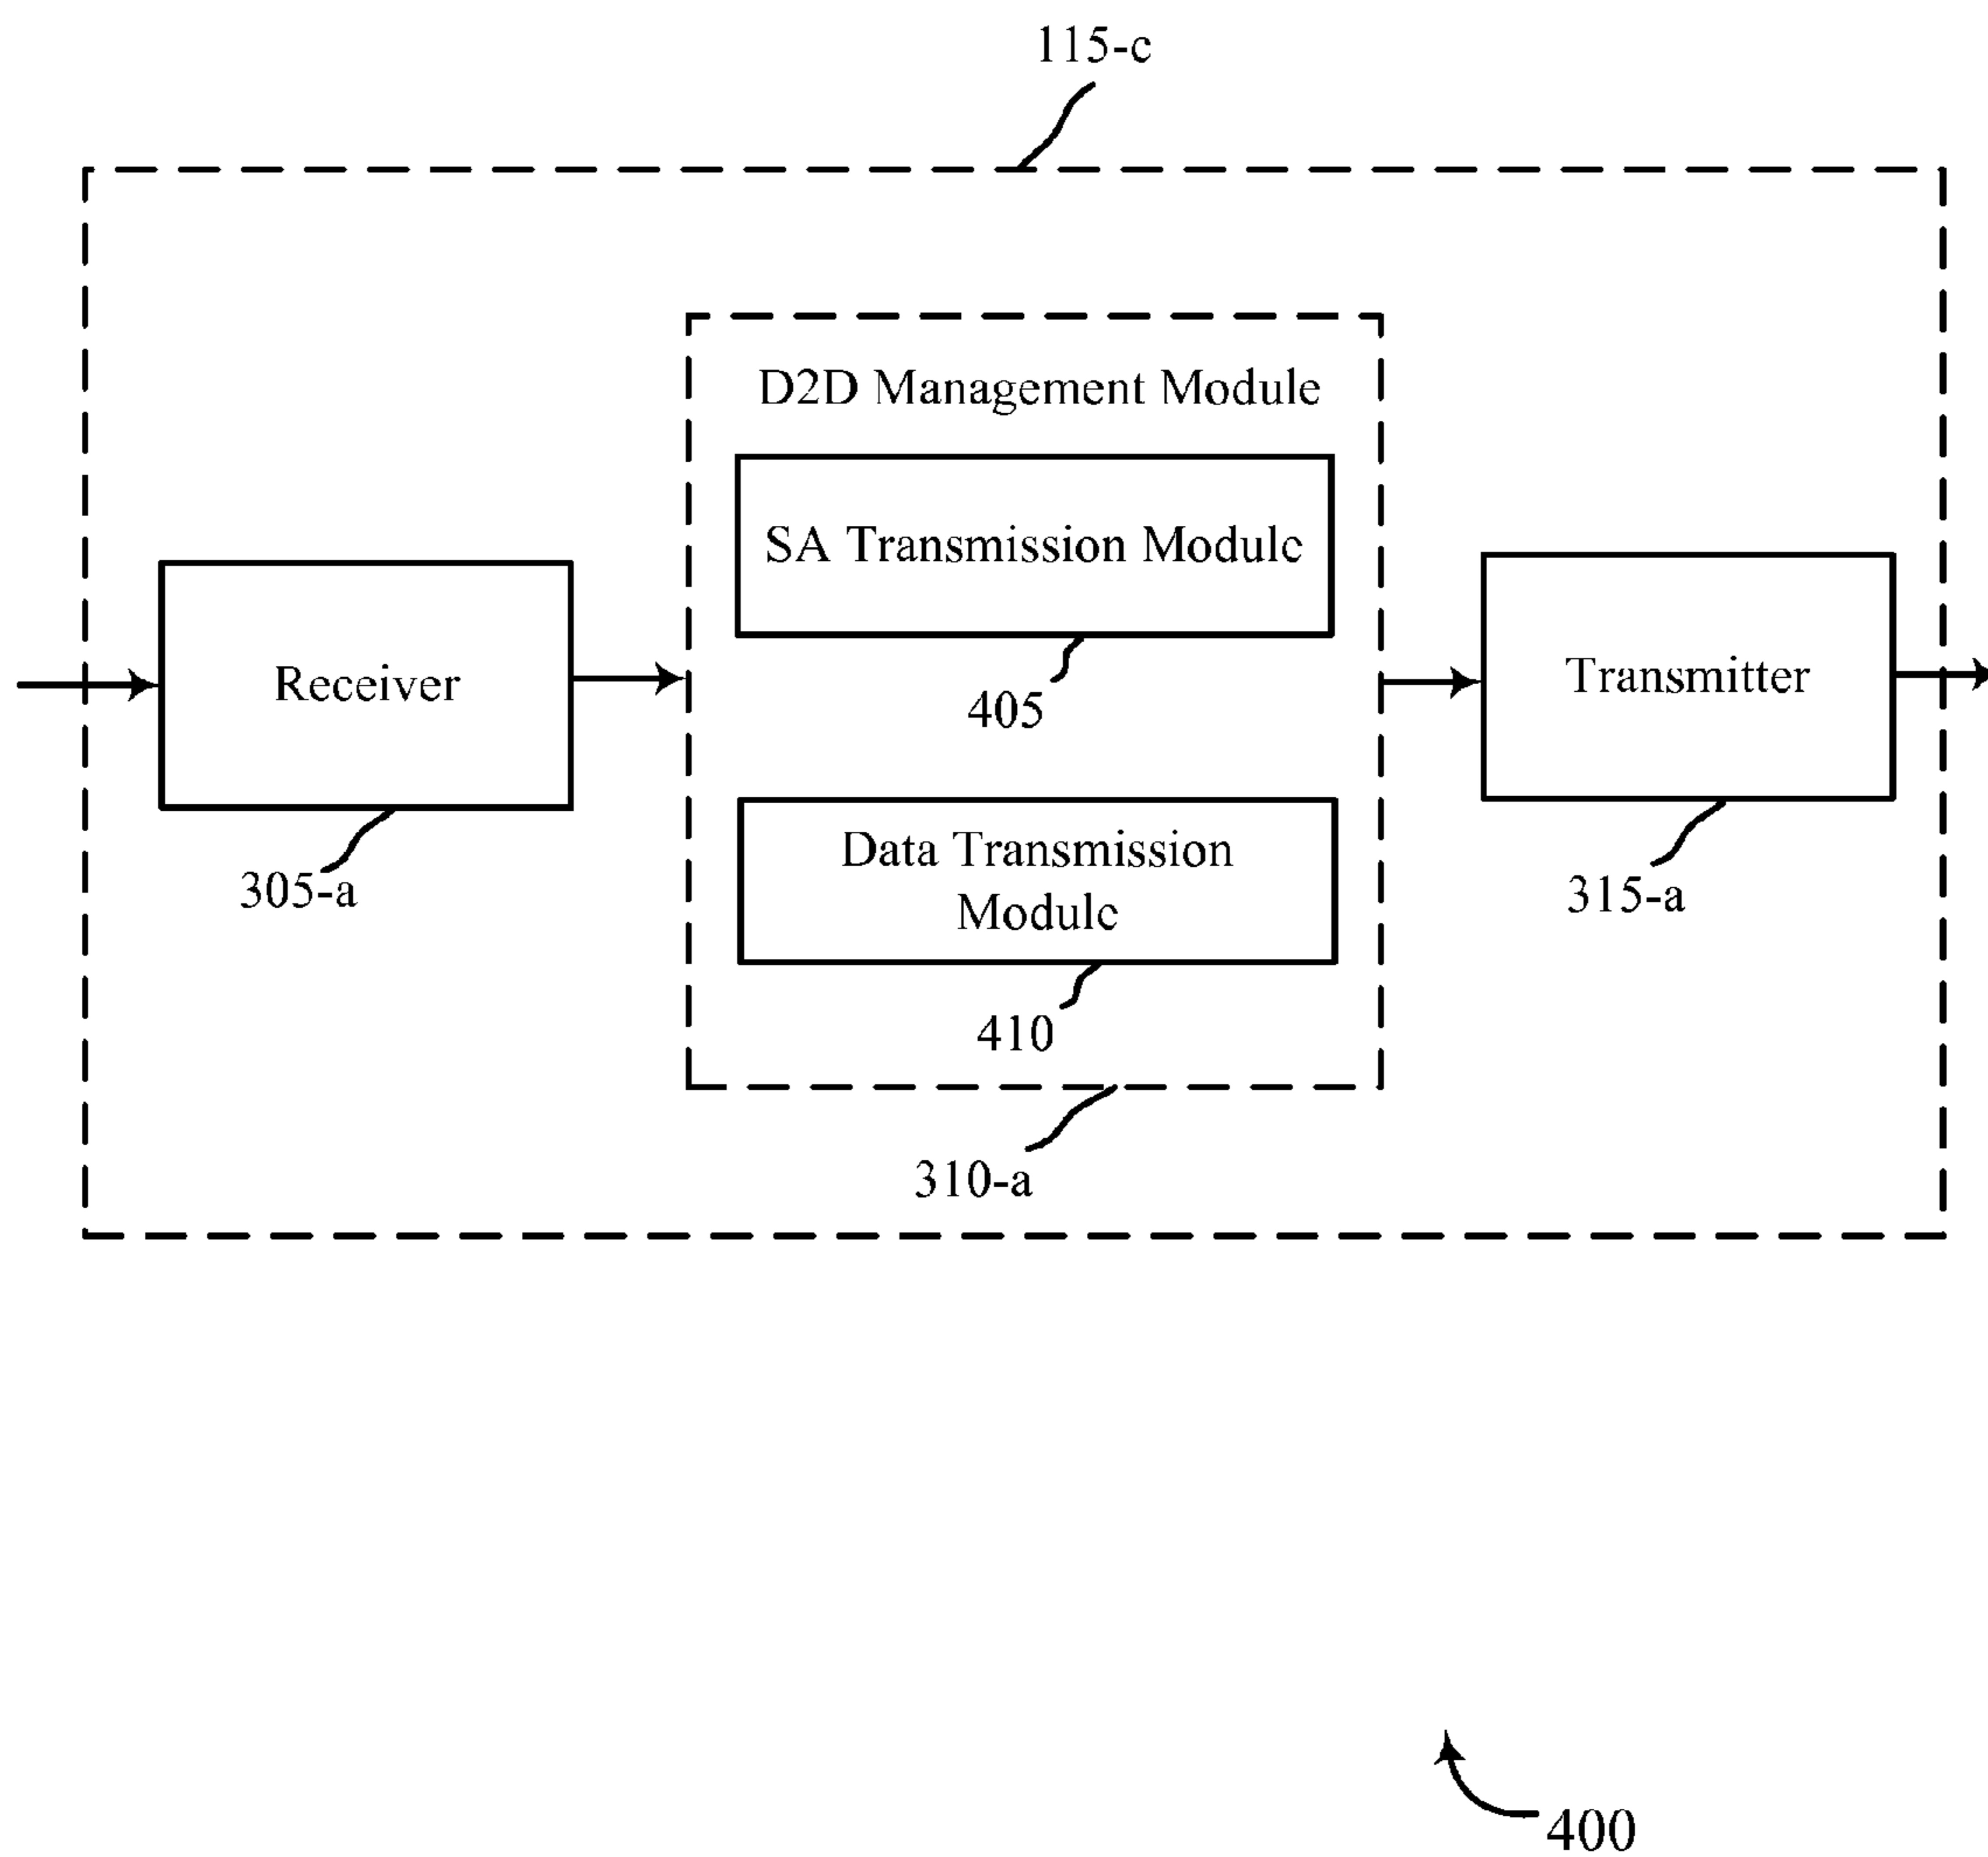 115-c
D2D Management Module
SA Transmission Module
405
Receiver
305-a
Transmitter
315-a
Data Transmission
Module
410
310-a
400